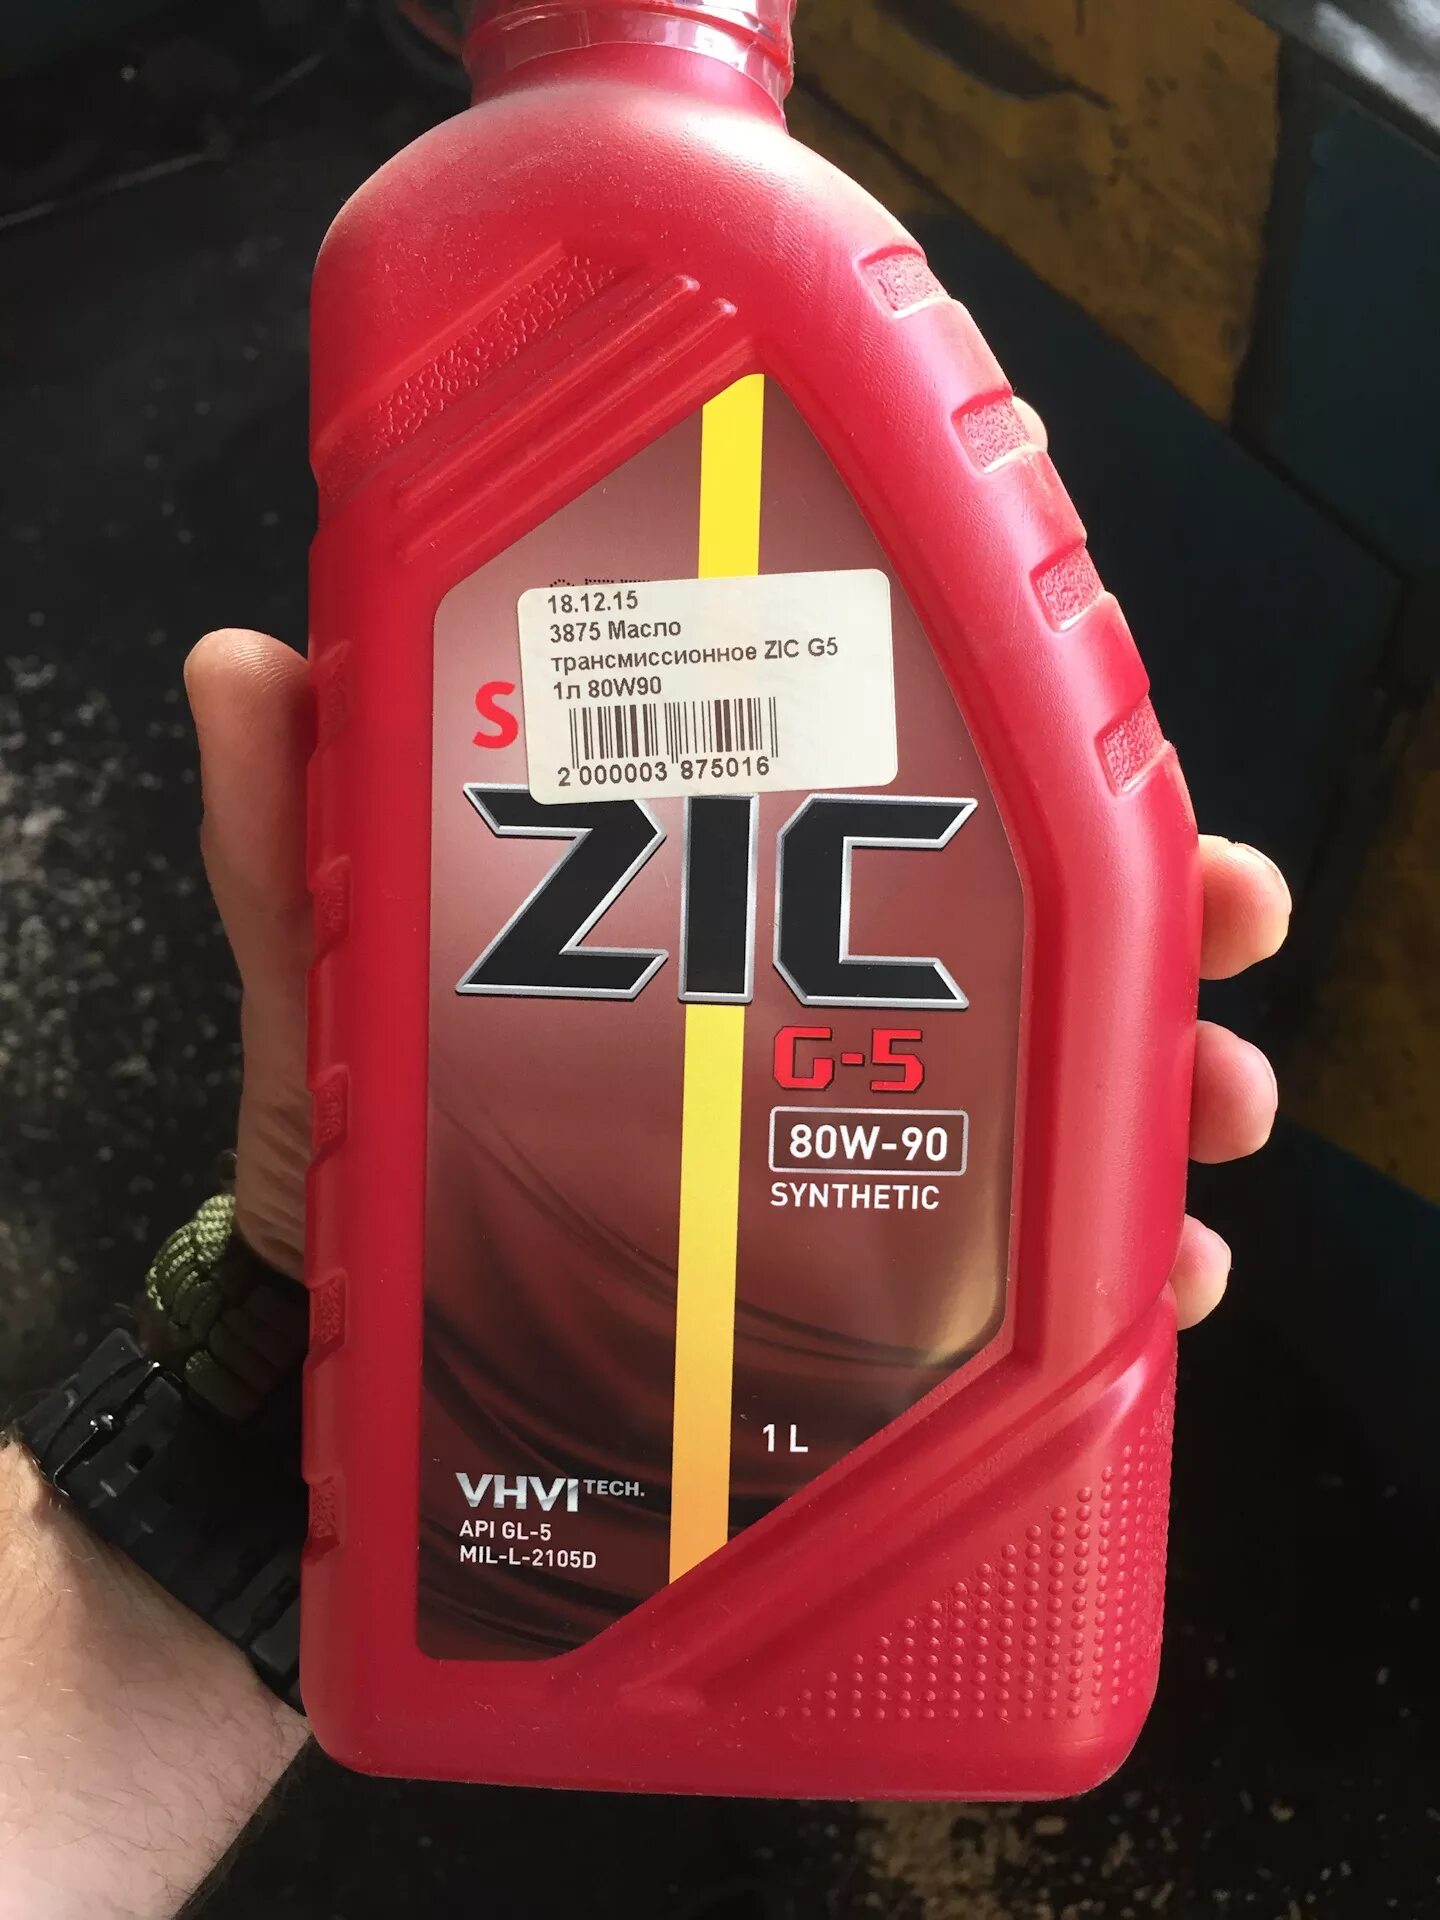 18.12.15
3875 Масло
трансмиссионное ZIC G5
1л 80W90
2 000003 875016
S
ZIC
G-5
80W-90
SYNTHETIC
1 L
VHVI TECH.
API GL-5
MIL-L-2105D